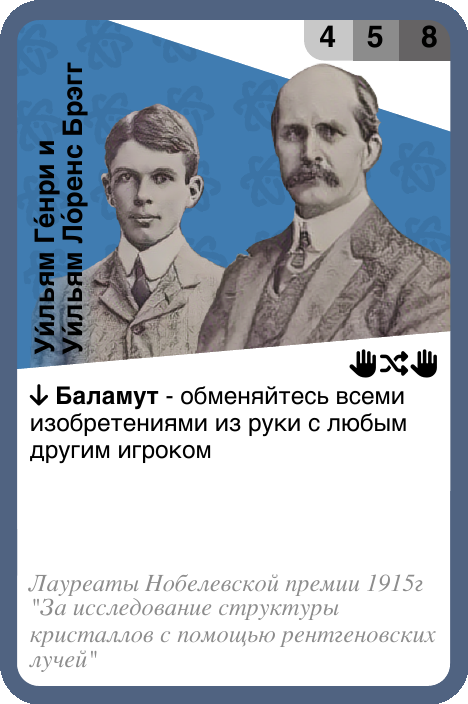 4 5 8
Уи́льям Ге́нри и
Уи́льям Ло́ренс Брэгг
Баламут - обменяйтесь всеми
изобретениями из руки с любым
другим игроком
Лауреаты Нобелевской премии 1915г
"За исследование структуры
кристаллов с помощью рентгеновских
лучей"